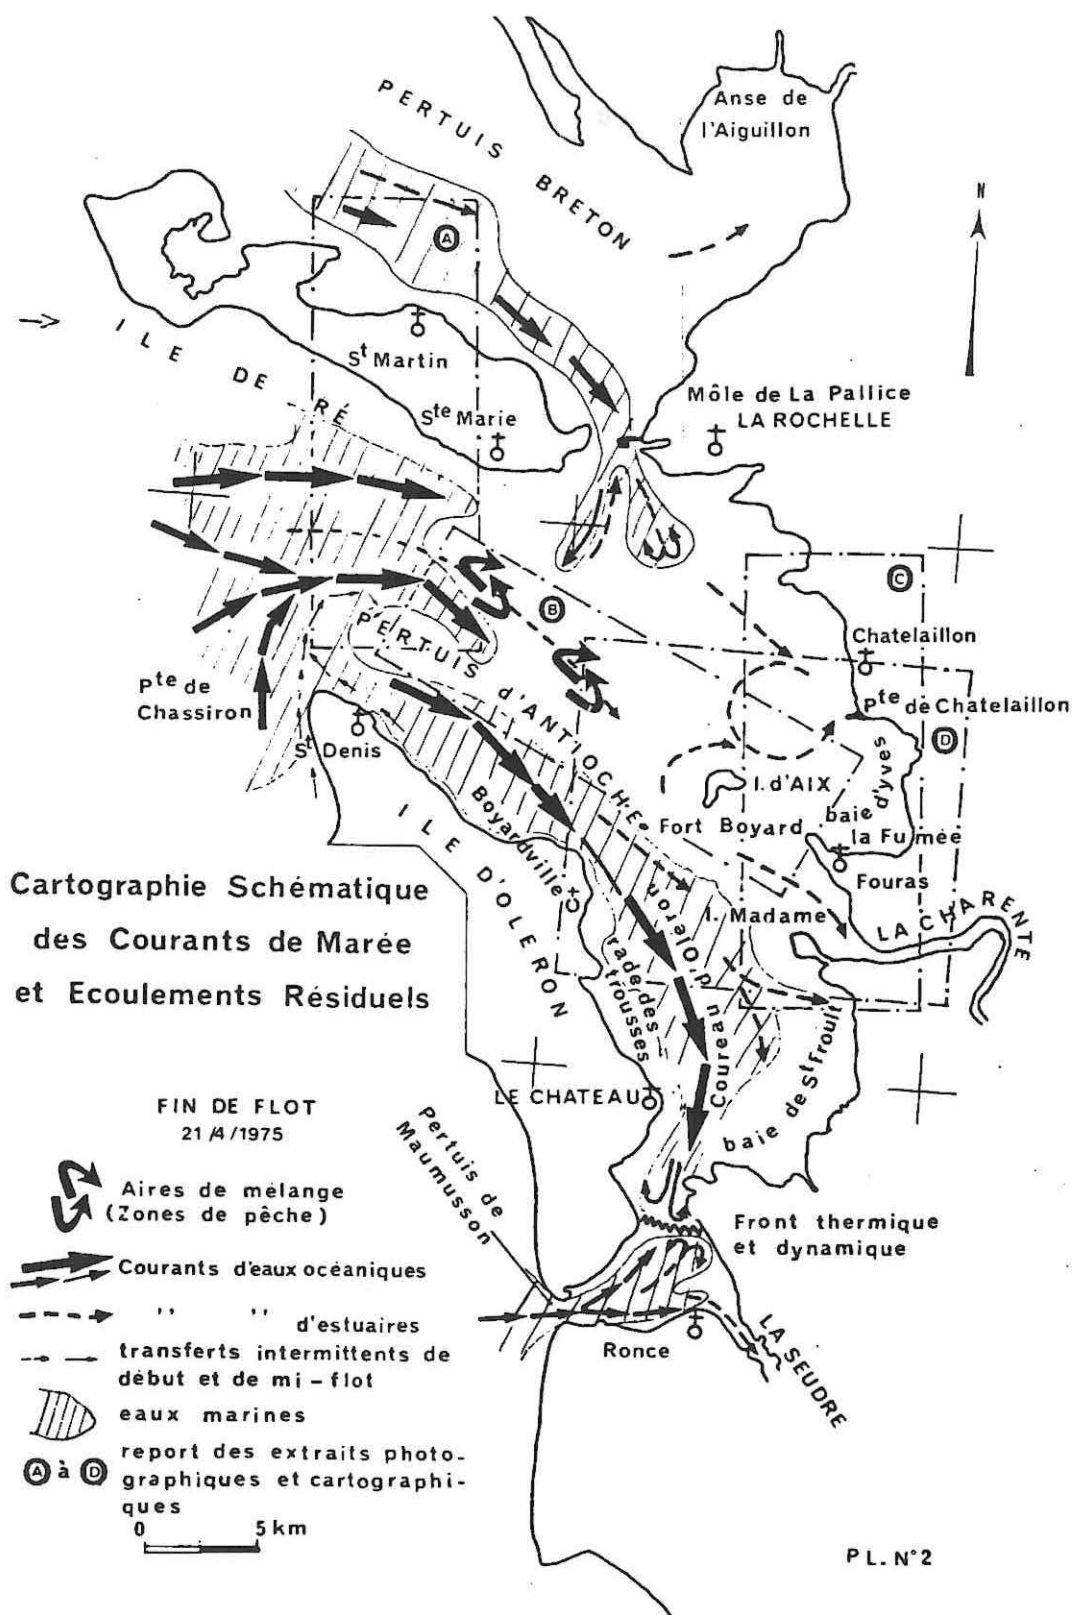 PERTUIS BRETON
Anse de
l'Aiguillon
N
A
ILE DE RÉ
St Martin
Ste Marie
Môle de La Pallice
LA ROCHELLE
C
B
Chatelaillon
PERTUIS d'ANTIOCHE
Pte de
Chassiron
Pte de Chatelaillon
D
St Denis
I. d'AIX
baie d'yves
Fort Boyard
la Fumée
Fouras
Boyardville
ILE D'OLERON
I. Madame
LA CHARENTE
Cartographie Schématique
des Courants de Marée
et Ecoulements Résiduels
rade des
trousses
Coureau d'Oleron
baie de St Frouit
LE CHATEAU
FIN DE FLOT
21/4/1975
Pertuis de
Maumusson
Aires de mélange
(Zones de pêche)
Front thermique
et dynamique
Courants d'eaux océaniques
'' '' d'estuaires
Ronce
LA SEUDRE
transferts intermittents de
début et de mi-flot
eaux marines
A à D
report des extraits photo-
graphiques et cartographi-
ques
0 5 km
PL. N°2